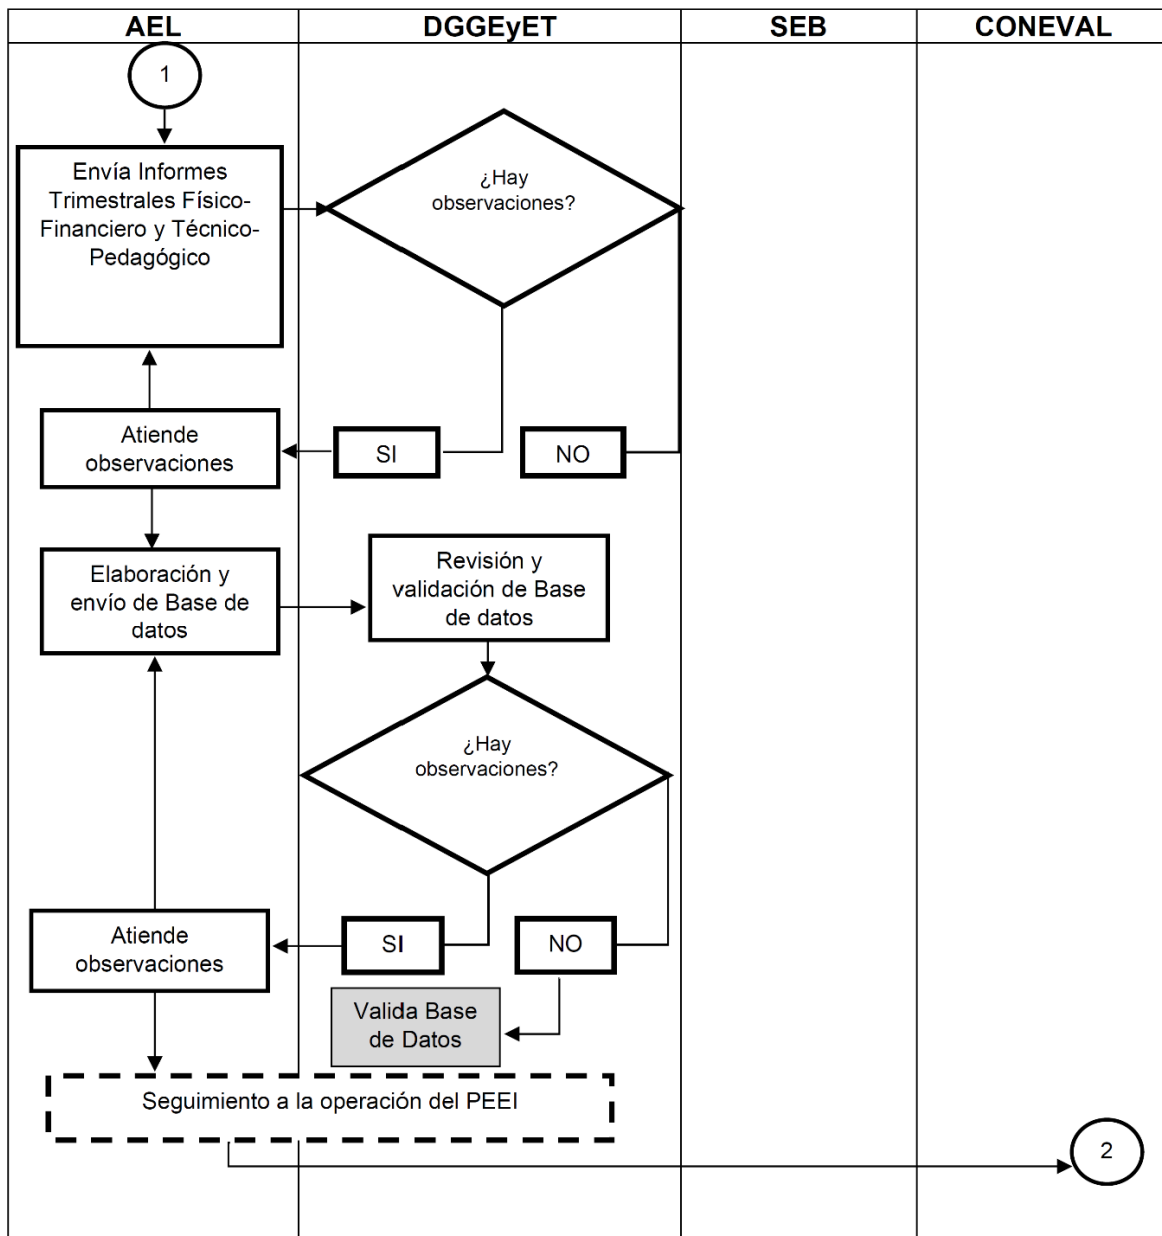 AEL DGGEyET SEB CONEVAL
1
Envía Informes
Trimestrales Físico-
Financiero y Técnico-
Pedagógico
¿Hay
observaciones?
Atiende
observaciones
SI
NO
Elaboración y
envío de Base de
datos
Revisión y
validación de Base
de datos
¿Hay
observaciones?
Atiende
observaciones
SI
NO
Valida Base
de Datos
Seguimiento a la operación del PEEI
2